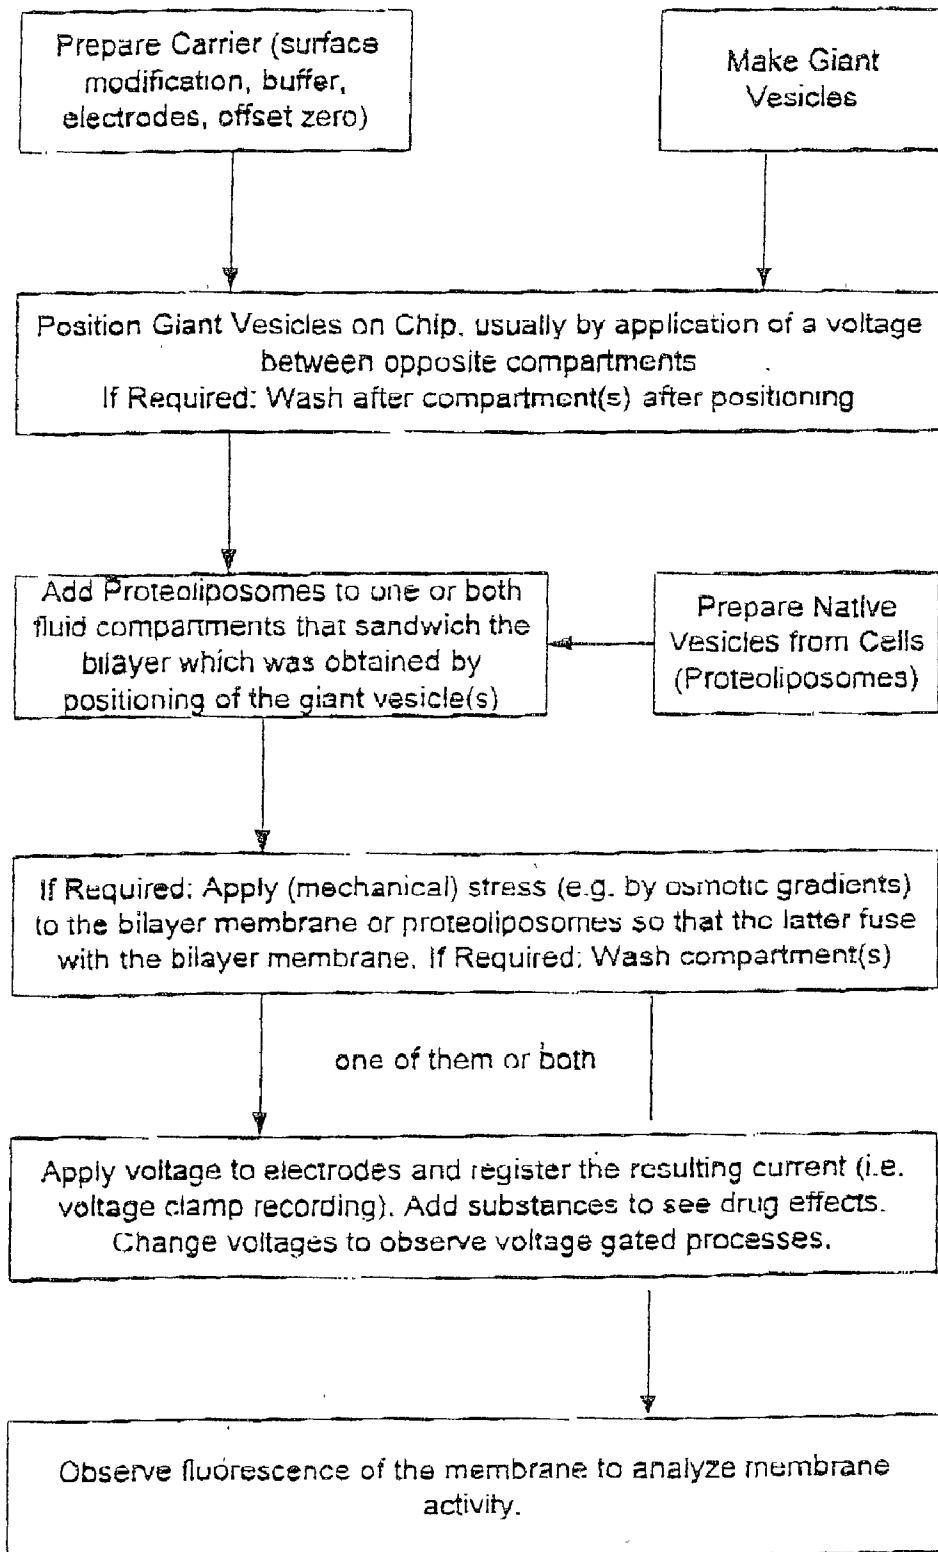 Prepare Carrier (surface
modification, buffer,
electrodes, offset zero)
Make Giant
Vesicles
Position Giant Vesicles on Chip, usually by application of a voltage
between opposite compartments
If Required: Wash after compartment(s) after positioning
Add Proteoliposomes to one or both
fluid compartments that sandwich the
bilayer which was obtained by
positioning of the giant vesicle(s)
Prepare Native
Vesicles from Cells
(Proteoliposomes)
If Required: Apply (mechanical) stress (e.g. by osmotic gradients)
to the bilayer membrane or proteoliposomes so that the latter fuse
with the bilayer membrane. If Required: Wash compartment(s)
one of them or both
Apply voltage to electrodes and register the resulting current (i.e.
voltage clamp recording). Add substances to see drug effects.
Change voltages to observe voltage gated processes.
Observe fluorescence of the membrane to analyze membrane
activity.